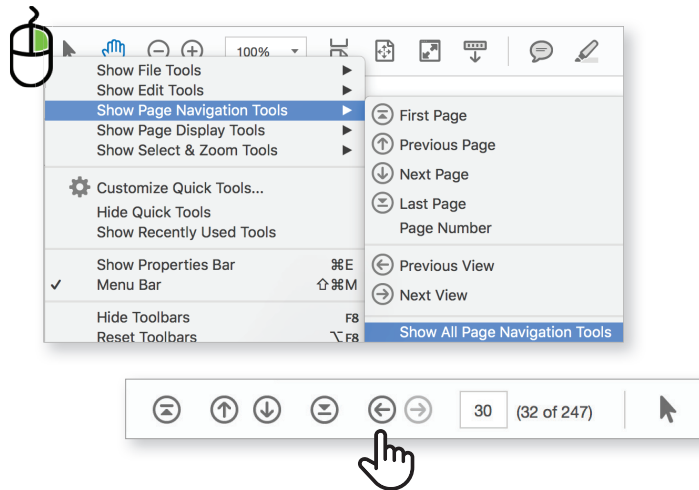 100%
Show File Tools
Show Edit Tools
Show Page Navigation Tools
Show Page Display Tools
Show Select & Zoom Tools
Customize Quick Tools...
Hide Quick Tools
Show Recently Used Tools
Show Properties Bar ⌘E
✓ Menu Bar ⇧⌘M
Hide Toolbars F8
Reset Toolbars ⌥F8
First Page
Previous Page
Next Page
Last Page
Page Number
Previous View
Next View
Show All Page Navigation Tools
30 (32 of 247)